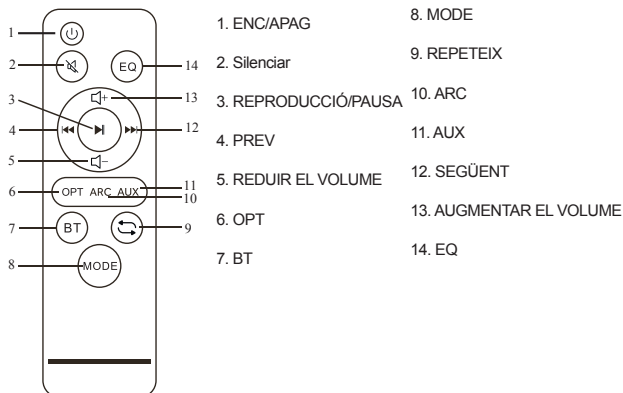 1
2
EQ
14
13
3
4
12
5
6
OPT ARC AUX
11
10
7
BT
9
8
MODE
1. ENC/APAG
2. Silenciar
3. REPRODUCCIÓ/PAUSA
4. PREV
5. REDUIR EL VOLUME
6. OPT
7. BT
8. MODE
9. REPETEIX
10. ARC
11. AUX
12. SEGÜENT
13. AUGMENTAR EL VOLUME
14. EQ